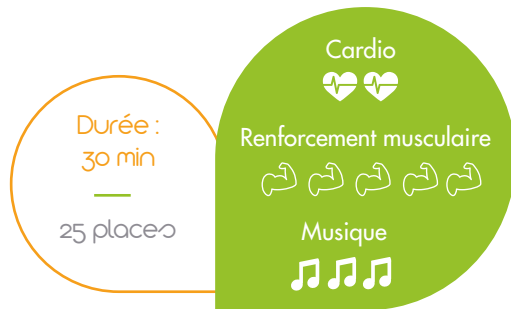 Durée :
30 min
25 places
Cardio
Renforcement musculaire
Musique